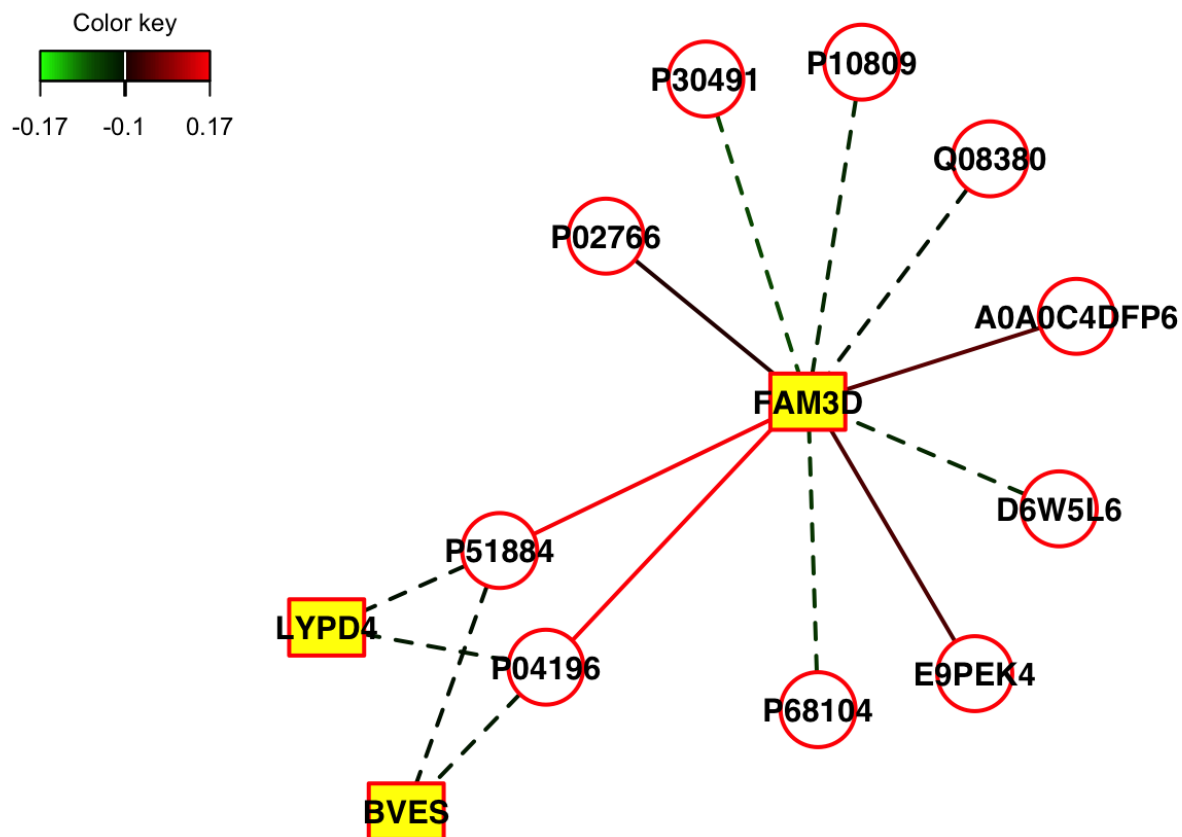 Color key
-0.17 -0.1 0.17
P30491
P10809
Q08380
P02766
A0A0C4DFP6
FAM3D
D6W5L6
P51884
LYPD4
P04196
E9PEK4
P68104
BVES